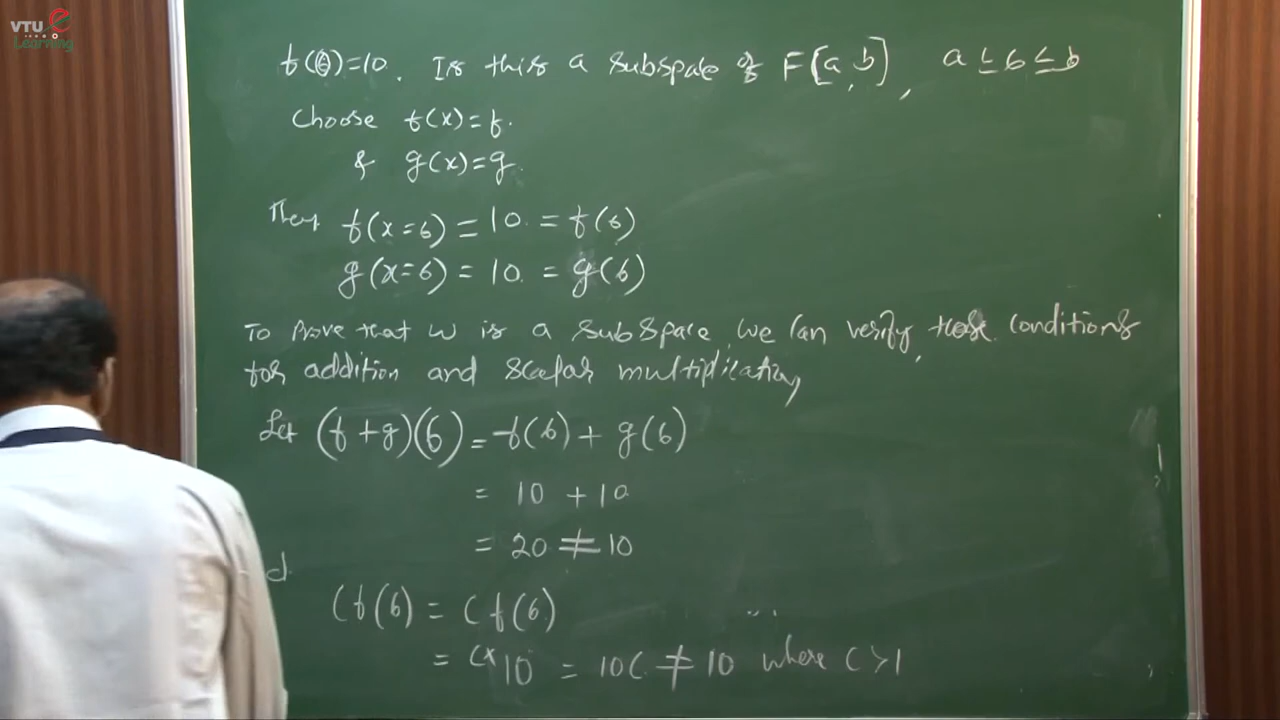 VTU e
Learning
f(6)=10. Is this a subspace of F[a,b], a ≤ 6 ≤ b
Choose f(x)=f.
& g(x)=g.
Then f(x=6) = 10. = f(6)
g(x=6) = 10. = g(6)
To Prove that W is a SubSpace, we can verify, those conditions
for addition and scalar multiplication,
Let (f+g)(6) = f(6) + g(6)
= 10 + 10
= 20 ≠ 10
d
Cf(6) = Cf(6)
= C×10 = 10C ≠ 10 where C>1